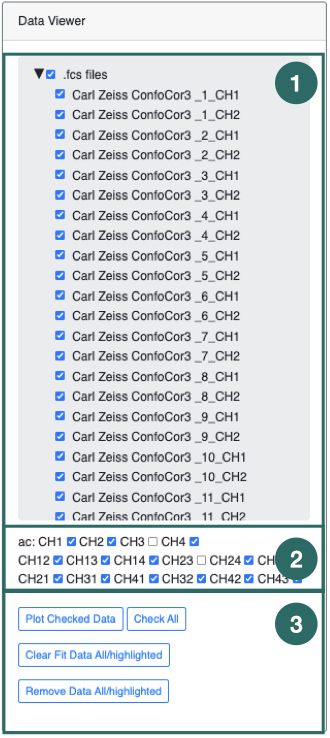 Data Viewer
.fcs files
Carl Zeiss ConfoCor3 _1_CH1
Carl Zeiss ConfoCor3 _1_CH2
Carl Zeiss ConfoCor3 _2_CH1
Carl Zeiss ConfoCor3 _2_CH2
Carl Zeiss ConfoCor3 _3_CH1
Carl Zeiss ConfoCor3 _3_CH2
Carl Zeiss ConfoCor3 _4_CH1
Carl Zeiss ConfoCor3 _4_CH2
Carl Zeiss ConfoCor3 _5_CH1
Carl Zeiss ConfoCor3 _5_CH2
Carl Zeiss ConfoCor3 _6_CH1
Carl Zeiss ConfoCor3 _6_CH2
Carl Zeiss ConfoCor3 _7_CH1
Carl Zeiss ConfoCor3 _7_CH2
Carl Zeiss ConfoCor3 _8_CH1
Carl Zeiss ConfoCor3 _8_CH2
Carl Zeiss ConfoCor3 _9_CH1
Carl Zeiss ConfoCor3 _9_CH2
Carl Zeiss ConfoCor3 _10_CH1
Carl Zeiss ConfoCor3 _10_CH2
Carl Zeiss ConfoCor3 _11_CH1
Carl Zeiss ConfoCor3 _11_CH2
1
ac: CH1 CH2 CH3 CH4
CH12 CH13 CH14 CH23 CH24
CH21 CH31 CH41 CH32 CH42 CH43
2
Plot Checked Data Check All
Clear Fit Data All/highlighted
Remove Data All/highlighted
3